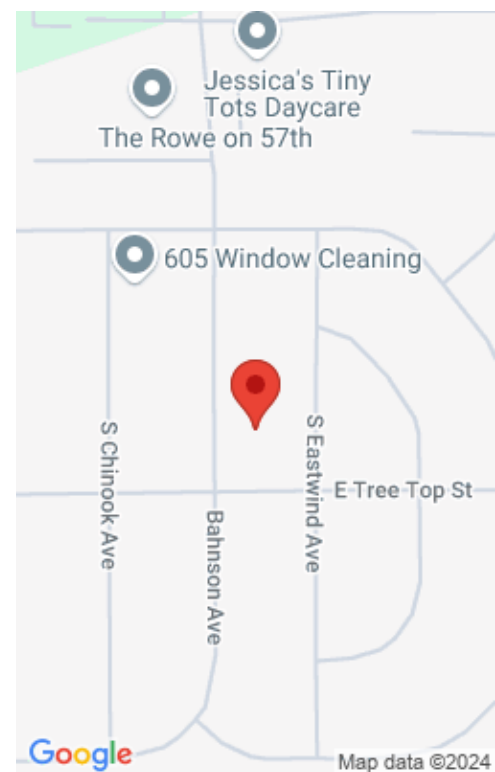 Jessica's Tiny
Tots Daycare
The Rowe on 57th
605 Window Cleaning
S Chinook Ave
Bahnson Ave
S Eastwind Ave
E Tree Top St
Google
Map data ©2024